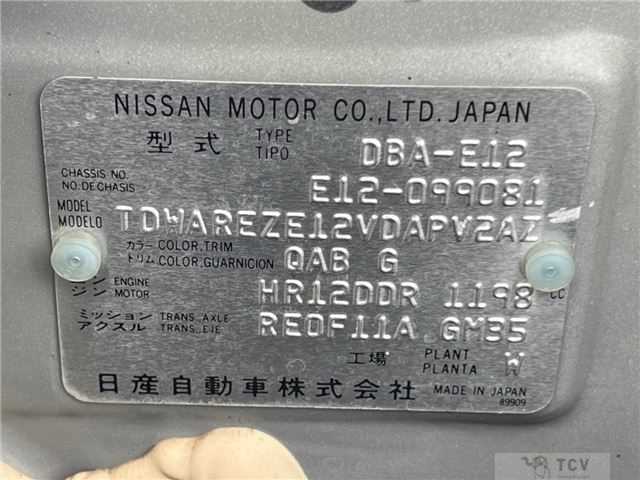 NISSAN MOTOR CO.,LTD. JAPAN
型式 TYPE TIPO DBA-E12
CHASSIS NO. NO. DE CHASIS E12-099081
MODEL MODELO TDWAREZE12VDAPV2AZ
カラー COLOR, TRIM
トリム COLOR, GUARNICION QAB G
ジン ENGINE MOTOR HR12DDR 1198 CC
ミッション TRANS., AXLE
アクスル TRANS., EJE RE0F11A GM35
工場 PLANT PLANTA W
日産自動車株式会社 MADE IN JAPAN
89909
TCV